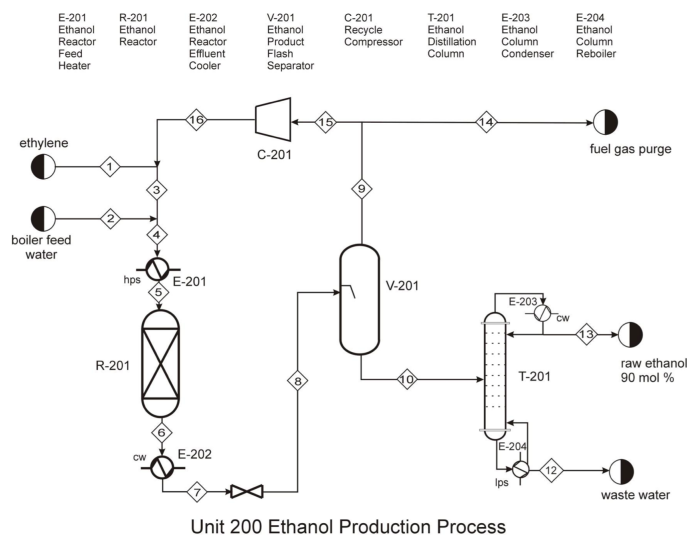 E-201 R-201 E-202 V-201 C-201 T-201 E-203 E-204
Ethanol Ethanol Ethanol Ethanol Recycle Ethanol Ethanol Ethanol
Reactor Reactor Reactor Product Compressor Distillation Column Column
Feed Effluent Flash Column Condenser Reboiler
Heater Cooler Separator
16
15
14
ethylene
fuel gas purge
C-201
1
3
9
2
4
boiler feed
water
hps
E-201
V-201
5
E-203
cw
13
R-201
raw ethanol
90 mol %
8
10
T-201
6
E-204
cw
E-202
12
lps
7
waste water
Unit 200 Ethanol Production Process